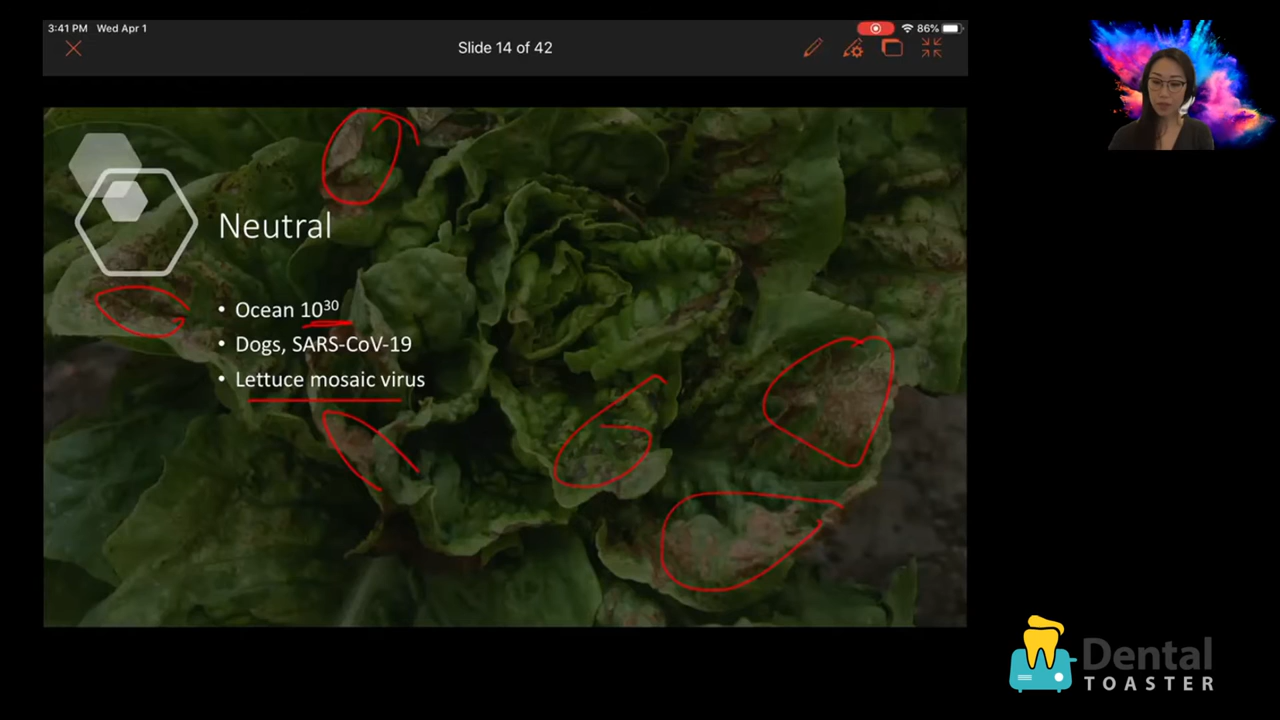 3:41 PM Wed Apr 1
86%
Slide 14 of 42
Neutral
• Ocean 10³⁰
• Dogs, SARS-CoV-19
• Lettuce mosaic virus
Dental
TOASTER